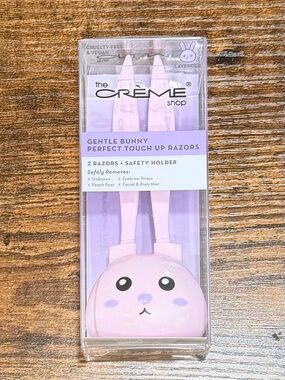 CRUELTY-FREE
& VEGAN
LAVENDER
the
CRÈME®
shop
GENTLE BUNNY
PERFECT TOUCH UP RAZORS
2 RAZORS + SAFETY HOLDER
Safely Removes:
Unibrows
Eyebrow Strays
Peach Fuzz
Facial & Body Hair